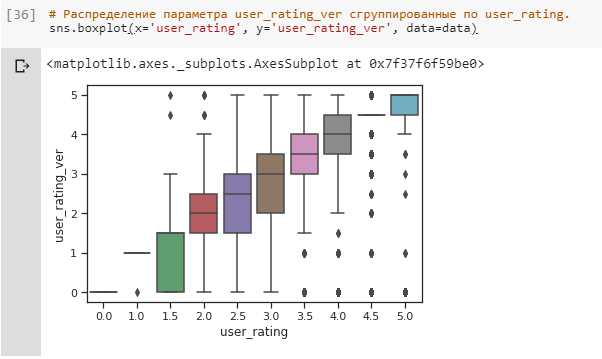 [36]
# Распределение параметра user_rating_ver сгруппированные по user_rating.
sns.boxplot(x='user_rating', y='user_rating_ver', data=data)
<matplotlib.axes._subplots.AxesSubplot at 0x7f37f6f59be0>
5
4
3
2
1
0
user_rating_ver
0.0 1.0 1.5 2.0 2.5 3.0 3.5 4.0 4.5 5.0
user_rating